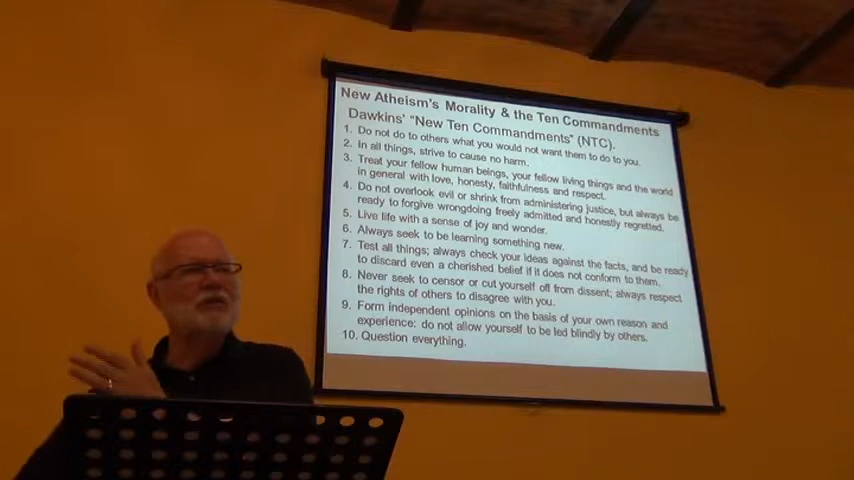 New Atheism's Morality & the Ten Commandments
Dawkins' "New Ten Commandments" (NTC).
1. Do not do to others what you would not want them to do to you.
2. In all things, strive to cause no harm.
3. Treat your fellow human beings, your fellow living things and the world
in general with love, honesty, faithfulness and respect.
4. Do not overlook evil or shrink from administering justice, but always be
ready to forgive wrongdoing freely admitted and honestly regretted.
5. Live life with a sense of joy and wonder.
6. Always seek to be learning something new.
7. Test all things; always check your ideas against the facts, and be ready
to discard even a cherished belief if it does not conform to them.
8. Never seek to censor or cut yourself off from dissent; always respect
the rights of others to disagree with you.
9. Form independent opinions on the basis of your own reason and
experience: do not allow yourself to be led blindly by others.
10. Question everything.